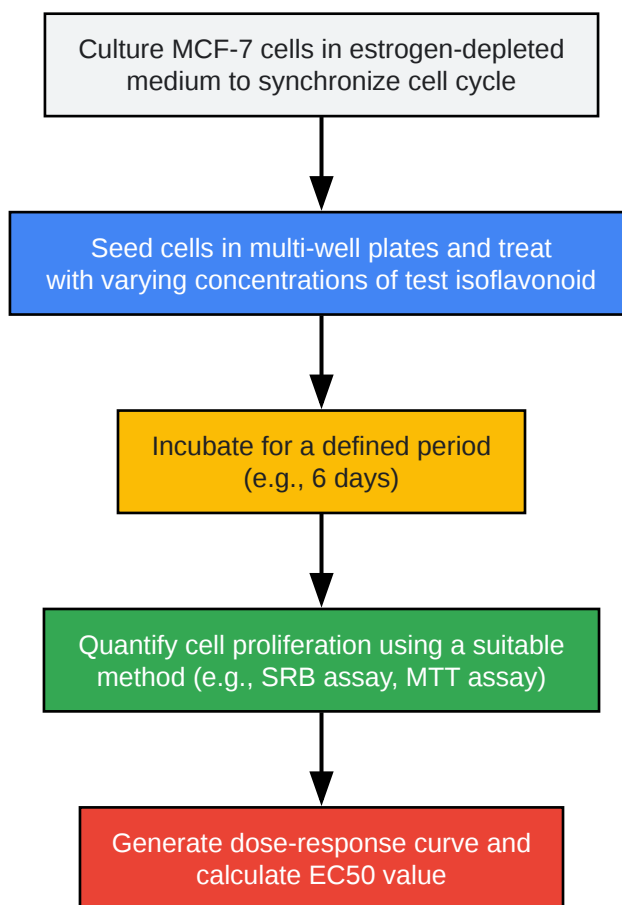 Culture MCF-7 cells in estrogen-depleted
medium to synchronize cell cycle
Seed cells in multi-well plates and treat
with varying concentrations of test isoflavonoid
Incubate for a defined period
(e.g., 6 days)
Quantify cell proliferation using a suitable
method (e.g., SRB assay, MTT assay)
Generate dose-response curve and
calculate EC50 value